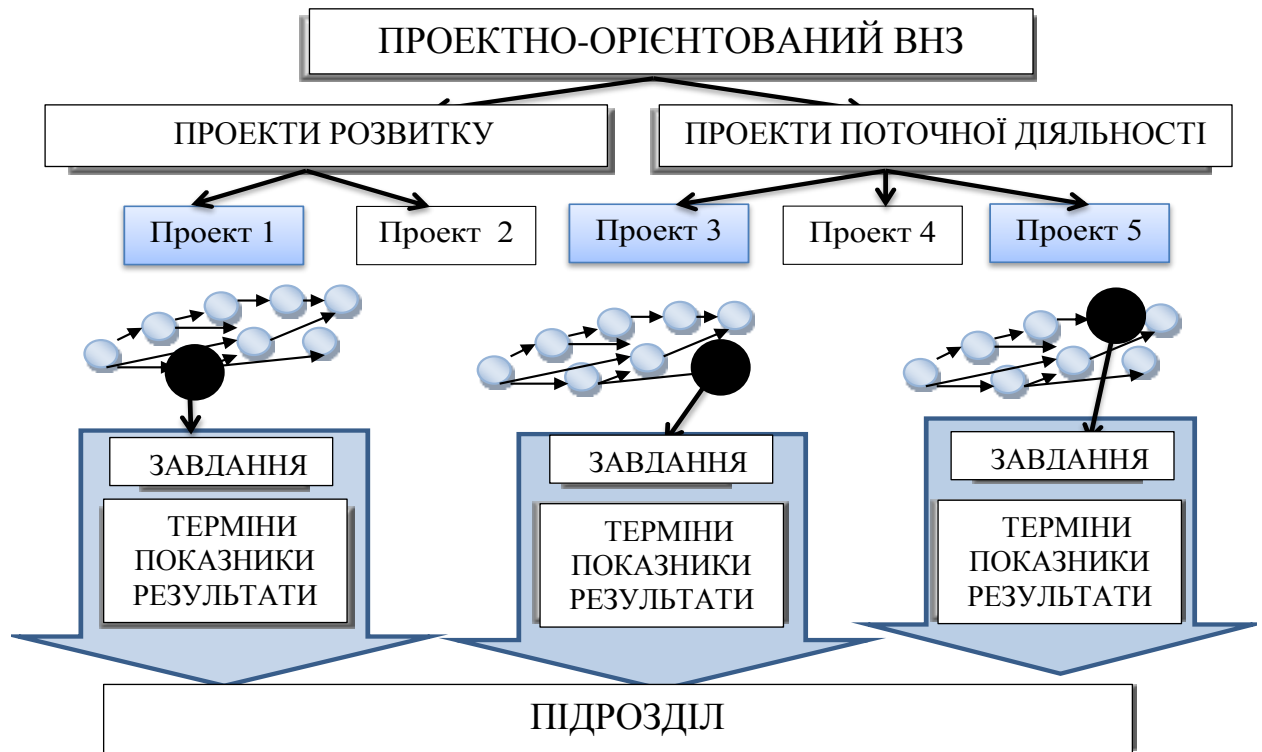 ПРОЕКТНО-ОРІЄНТОВАНИЙ ВНЗ
ПРОЕКТИ РОЗВИТКУ
ПРОЕКТИ ПОТОЧНОЇ ДІЯЛЬНОСТІ
Проект 1
Проект 2
Проект 3
Проект 4
Проект 5
ЗАВДАННЯ
ТЕРМІНИ
ПОКАЗНИКИ
РЕЗУЛЬТАТИ
ЗАВДАННЯ
ТЕРМІНИ
ПОКАЗНИКИ
РЕЗУЛЬТАТИ
ЗАВДАННЯ
ТЕРМІНИ
ПОКАЗНИКИ
РЕЗУЛЬТАТИ
ПІДРОЗДІЛ